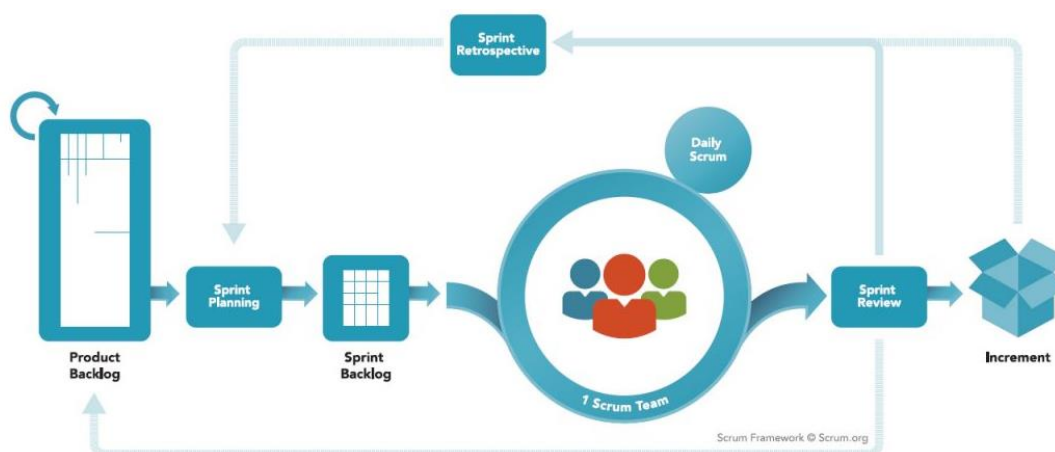 Sprint
Retrospective
Daily
Scrum
Sprint
Planning
Sprint
Review
Product
Backlog
Sprint
Backlog
1 Scrum Team
Increment
Scrum Framework © Scrum.org